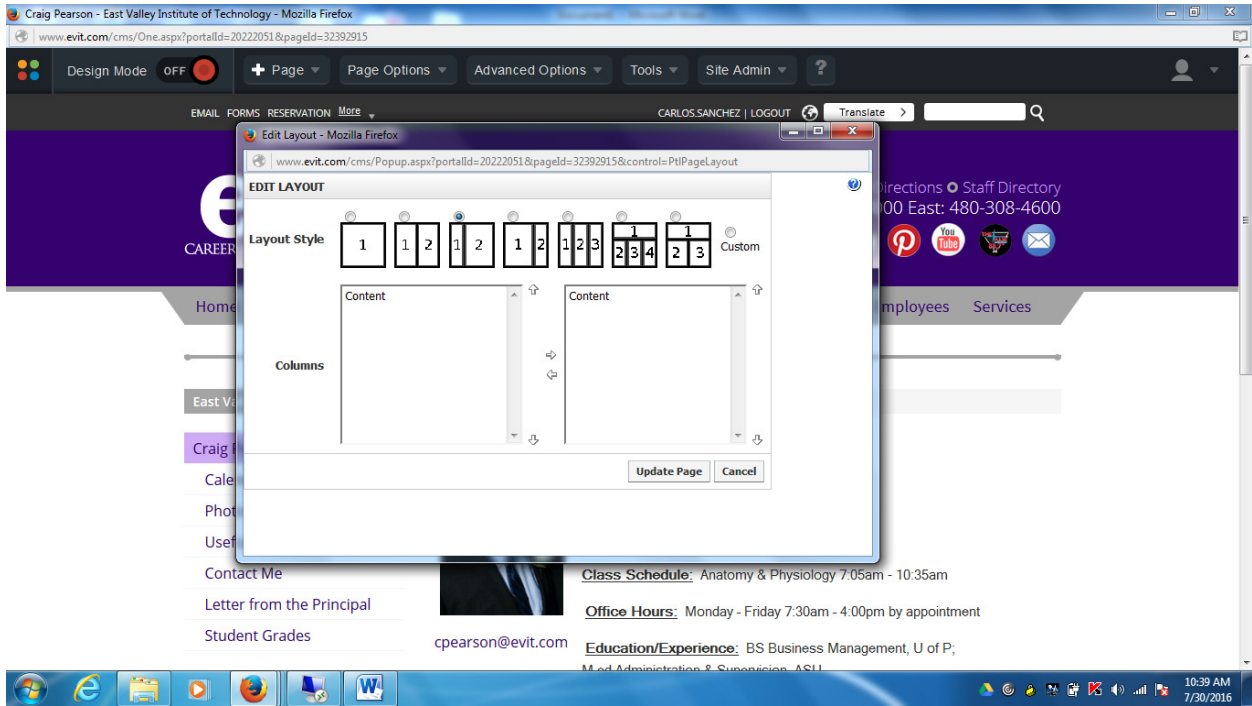 Craig Pearson - East Valley Institute of Technology - Mozilla Firefox
www.evit.com/cms/One.aspx?portalId=20222051&pageId=32392915
Design Mode OFF + Page Page Options Advanced Options Tools Site Admin ?
EMAIL FORMS RESERVATION More CARLOS.SANCHEZ | LOGOUT Translate >
Edit Layout - Mozilla Firefox
www.evit.com/cms/Popup.aspx?portalId=20222051&pageId=32392915&control=PtlPageLayout
EDIT LAYOUT
Directions Staff Directory
00 East: 480-308-4600
You Tube
Layout Style 1 1 2 1 2 1 2 1 2 3 1 2 3 4 1 2 3 Custom
CAREER
Content Content
Home mployees Services
Columns
East Va
Craig P
Update Page Cancel
Cale
Phot
Usef
Contact Me
Class Schedule: Anatomy & Physiology 7:05am - 10:35am
Letter from the Principal
Office Hours: Monday - Friday 7:30am - 4:00pm by appointment
Student Grades
cpearson@evit.com
Education/Experience: BS Business Management, U of P;
M.ed Administration & Supervision, ASU
10:39 AM
7/30/2016